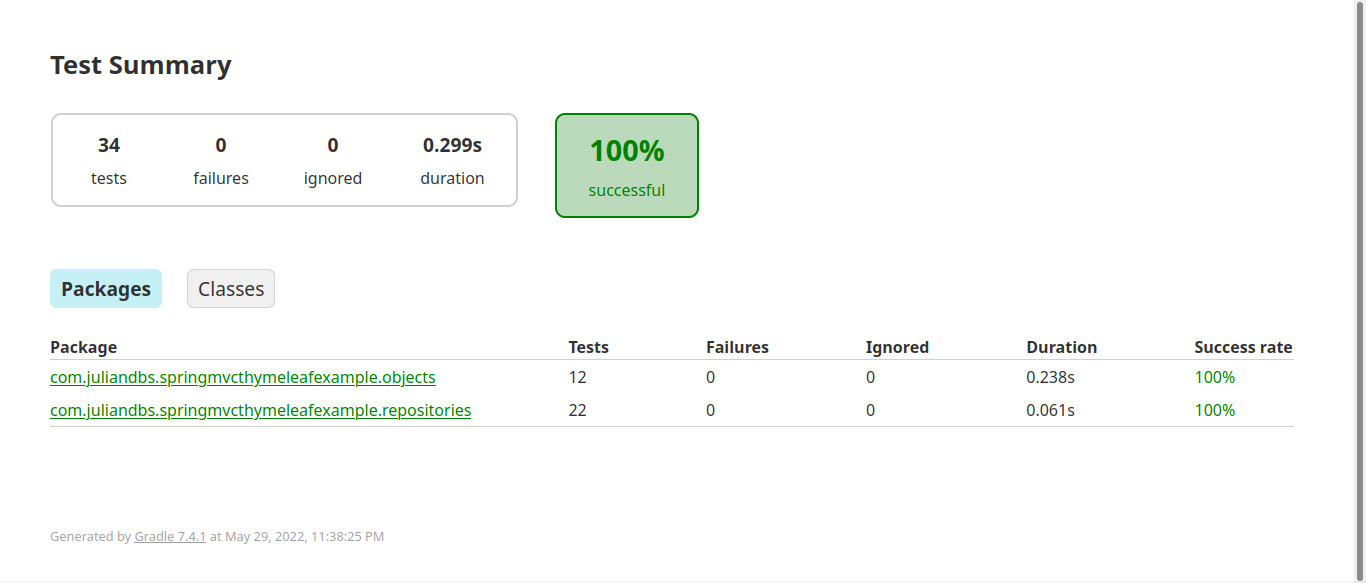 Test Summary
34 0 0 0.299s
tests failures ignored duration
100%
successful
Packages Classes
Package Tests Failures Ignored Duration Success rate
com.juliandbs.springmvcthymeleafexample.objects 12 0 0 0.238s 100%
com.juliandbs.springmvcthymeleafexample.repositories 22 0 0 0.061s 100%
Generated by Gradle 7.4.1 at May 29, 2022, 11:38:25 PM